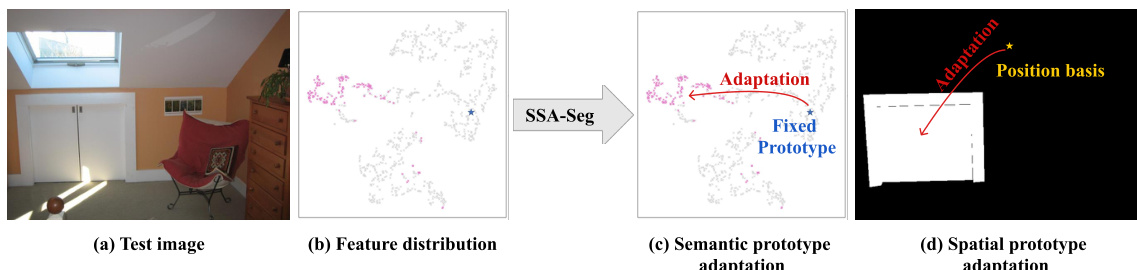 SSA-Seg
Adaptation
Fixed
Prototype
Adaptation
Position basis
(a) Test image
(b) Feature distribution
(c) Semantic prototype
adaptation
(d) Spatial prototype
adaptation